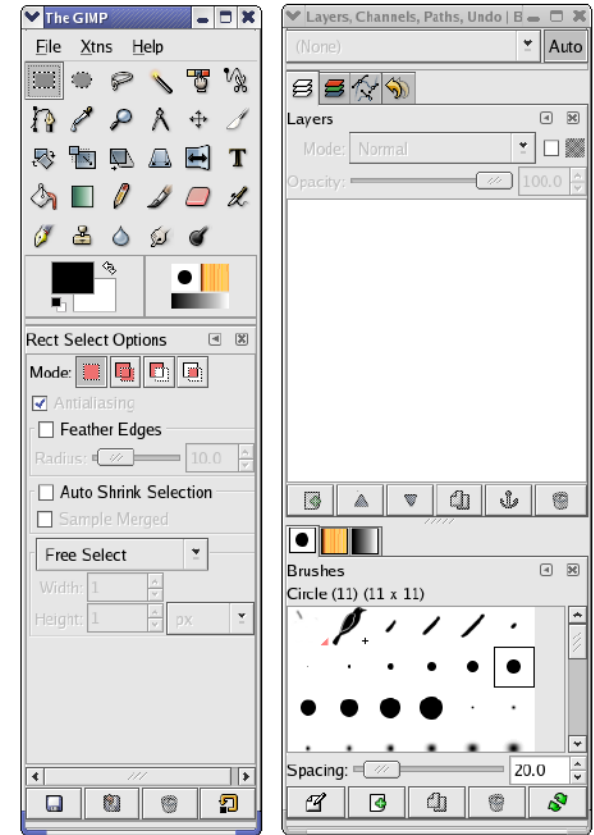 The GIMP
File Xtns Help
T
Rect Select Options
Mode:
Antialiasing
Feather Edges
Radius: 10.0
Auto Shrink Selection
Sample Merged
Free Select
Width: 1
Height: 1 px
Layers, Channels, Paths, Undo | B
(None) Auto
Layers
Mode: Normal
Opacity: 100.0
Brushes
Circle (11) (11 x 11)
Spacing: 20.0